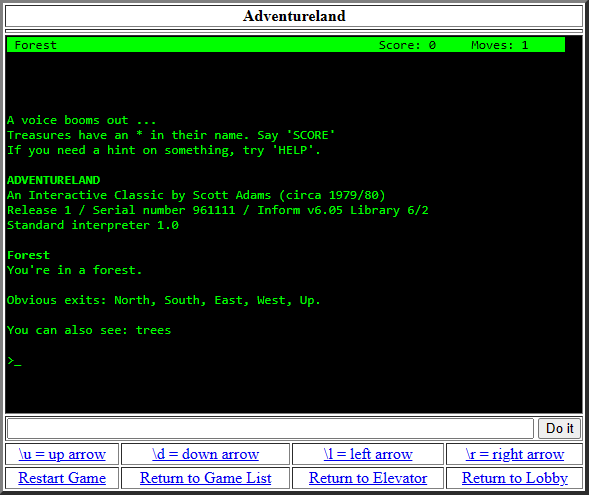 Adventureland
Forest Score: 0 Moves: 1
A voice booms out ...
Treasures have an * in their name. Say 'SCORE'
If you need a hint on something, try 'HELP'.
ADVENTURELAND
An Interactive Classic by Scott Adams (circa 1979/80)
Release 1 / Serial number 961111 / Inform v6.05 Library 6/2
Standard interpreter 1.0
Forest
You're in a forest.
Obvious exits: North, South, East, West, Up.
You can also see: trees
>_
Do it
\u = up arrow \d = down arrow \l = left arrow \r = right arrow
Restart Game Return to Game List Return to Elevator Return to Lobby